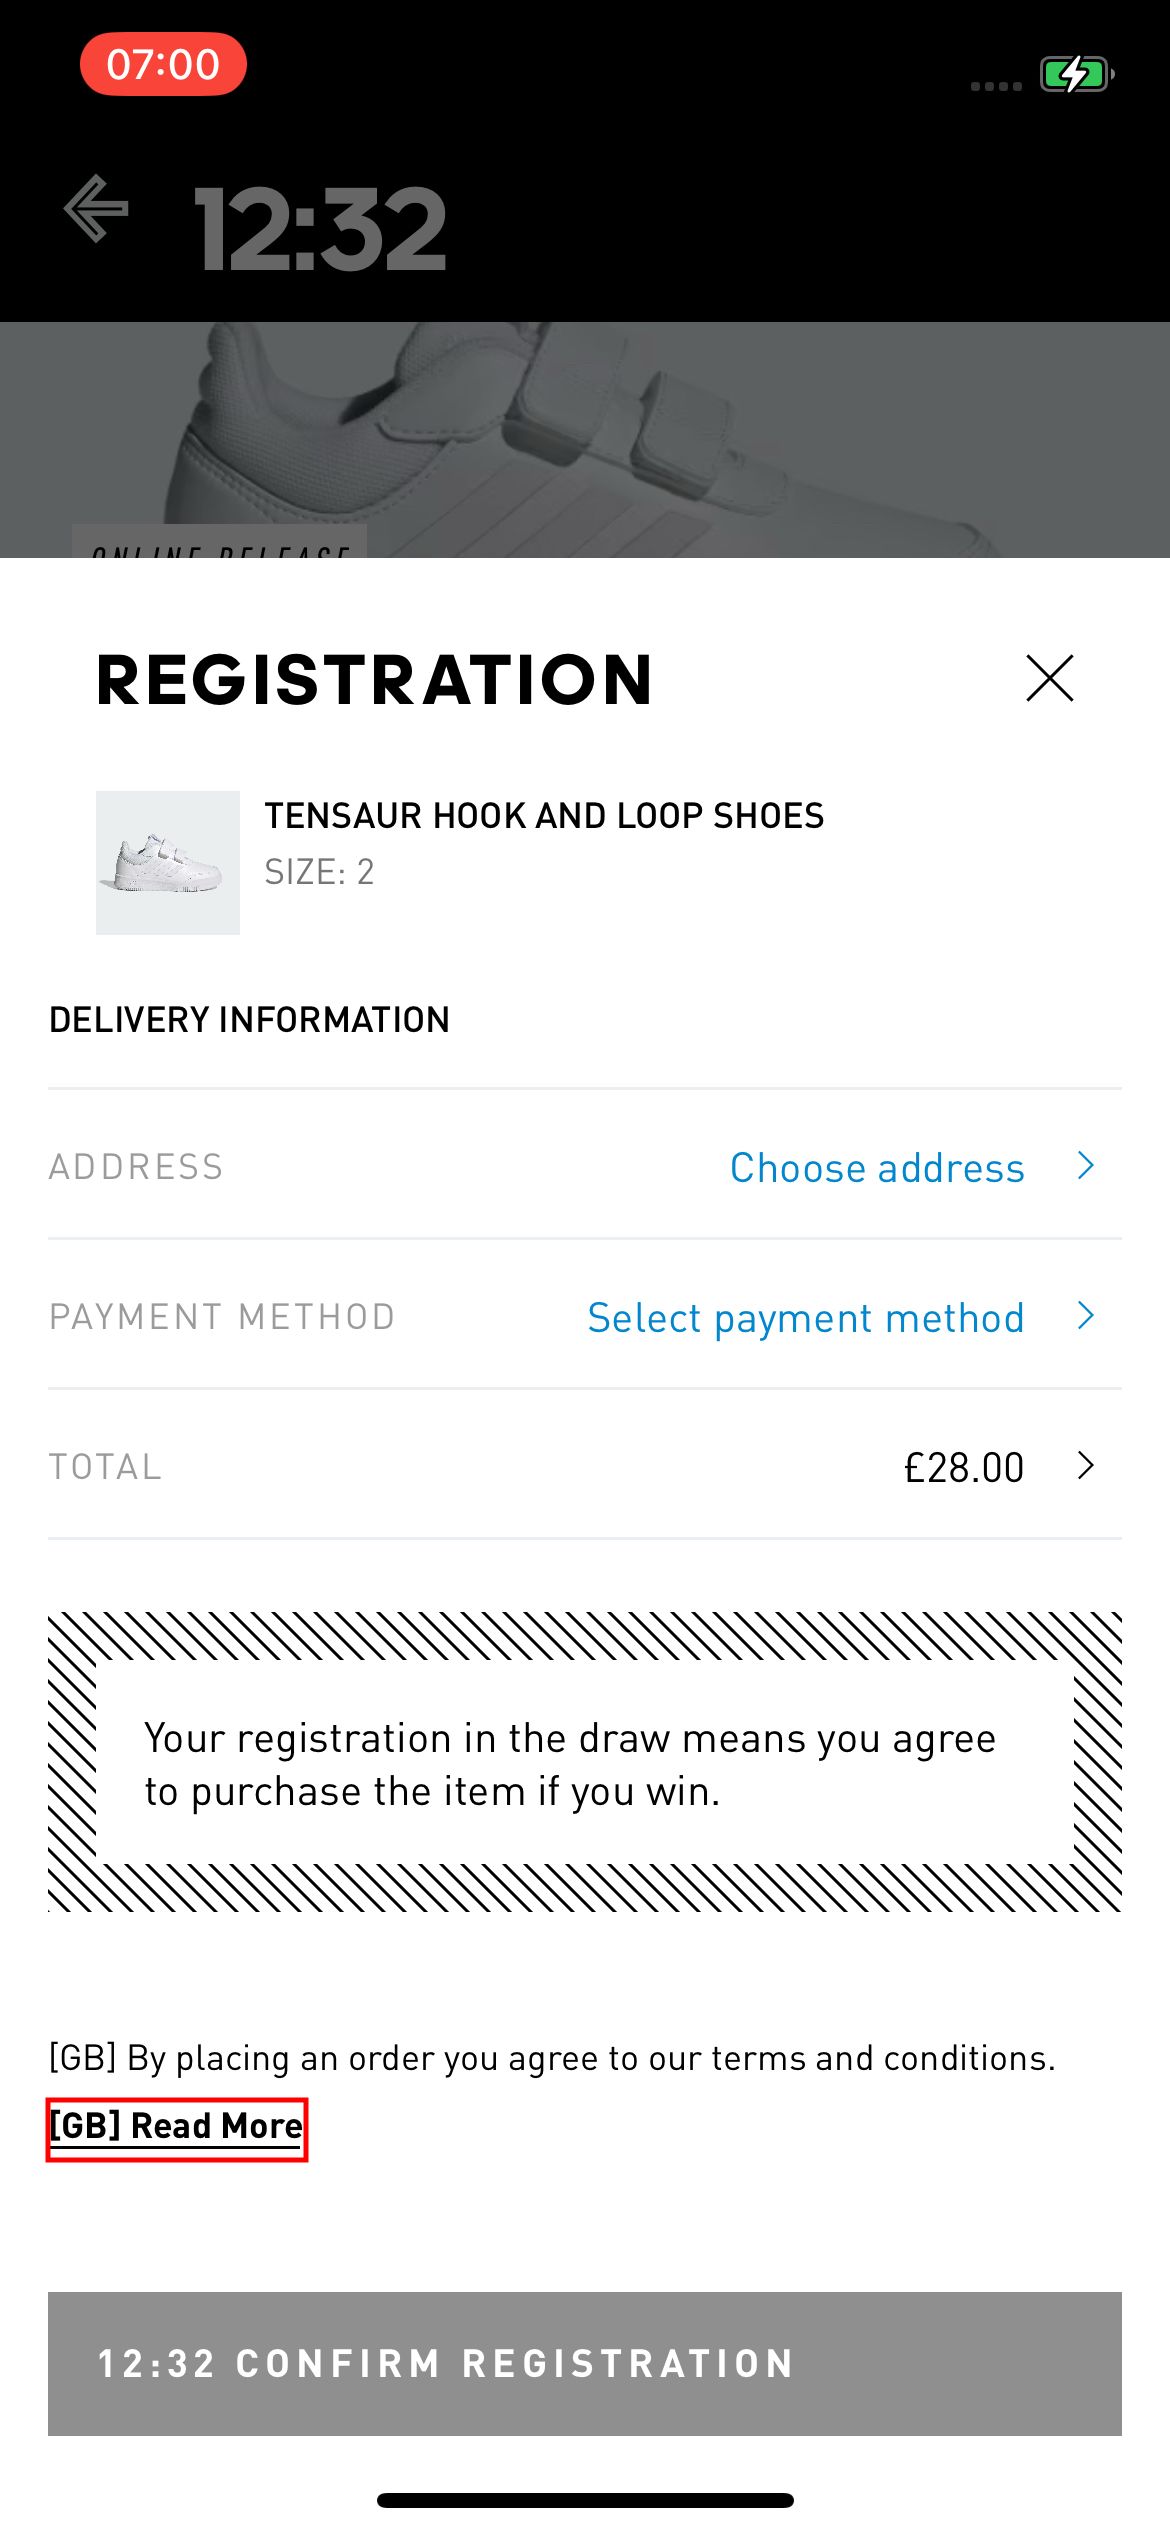 07:00
12:32
ONLINE RELEASE
REGISTRATION
TENSAUR HOOK AND LOOP SHOES
SIZE: 2
DELIVERY INFORMATION
ADDRESS Choose address
PAYMENT METHOD Select payment method
TOTAL £28.00
Your registration in the draw means you agree
to purchase the item if you win.
[GB] By placing an order you agree to our terms and conditions.
[GB] Read More
12:32 CONFIRM REGISTRATION